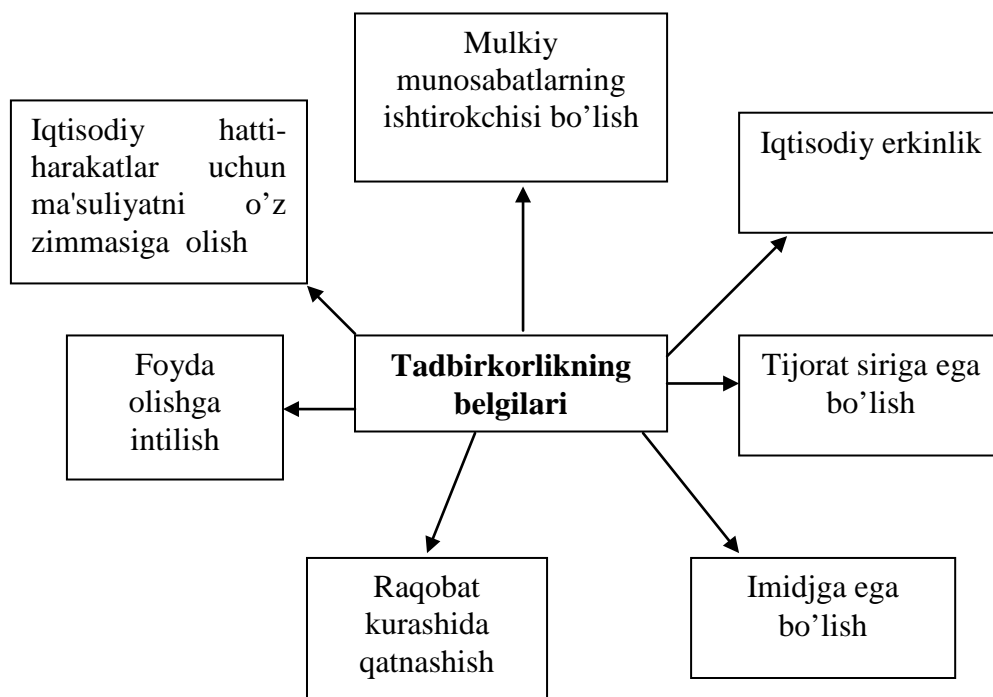 Mulkiy
munosabatlarning
ishtirokchisi bo’lish
Iqtisodiy hatti-
harakatlar uchun
ma'suliyatni o’z
zimmasiga olish
Iqtisodiy erkinlik
Foyda
olishga
intilish
Tadbirkorlikning
belgilari
Tijorat siriga ega
bo’lish
Raqobat
kurashida
qatnashish
Imidjga ega
bo’lish